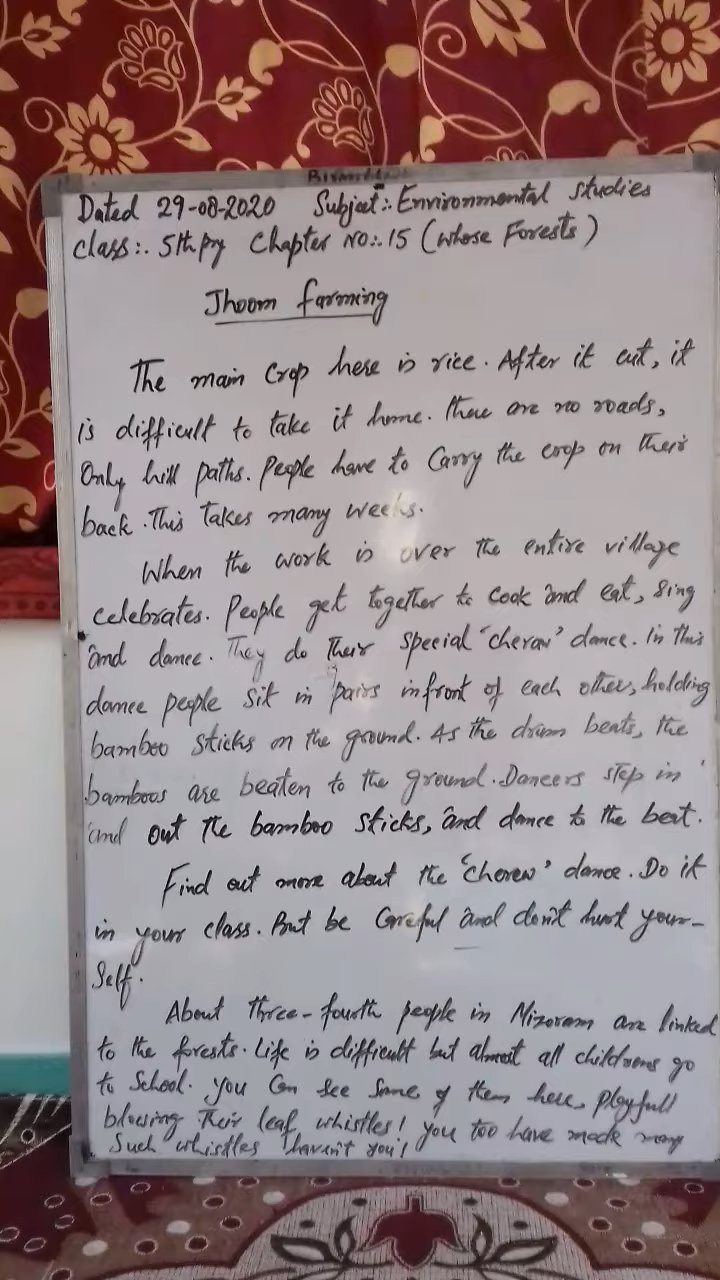 Dated 29-08-2020 Subject:. Environmental studies
Class:. 5th pry Chapter No:. 15 (Whose Forests)
Jhoom farming
The main crop here is rice. After it cut, it
is difficult to take it home. there are no roads,
Only hill paths. People have to Carry the crop on their
back. This takes many weeks.
When the work is over the entire village
celebrates. People get together to cook and eat, sing
and dance. They do their special 'cheraw' dance. In this
dance people sit in pairs infront of each other, holding
bamboo sticks on the ground. As the drum beats, the
bamboos are beaten to the ground. Dancers step in
and out the bamboo sticks, and dance to the beat.
Find out more about the 'cherew' dance. Do it
in your class. But be Careful and don't hurt your-
Self.
About three-fourth people in Mizoram are linked
to the forests. Life is difficult but almost all childrens go
to School. you Can see Some of them here, Playfull
blowing Their leaf whistles! you too have made many
Such whistles haven't you!